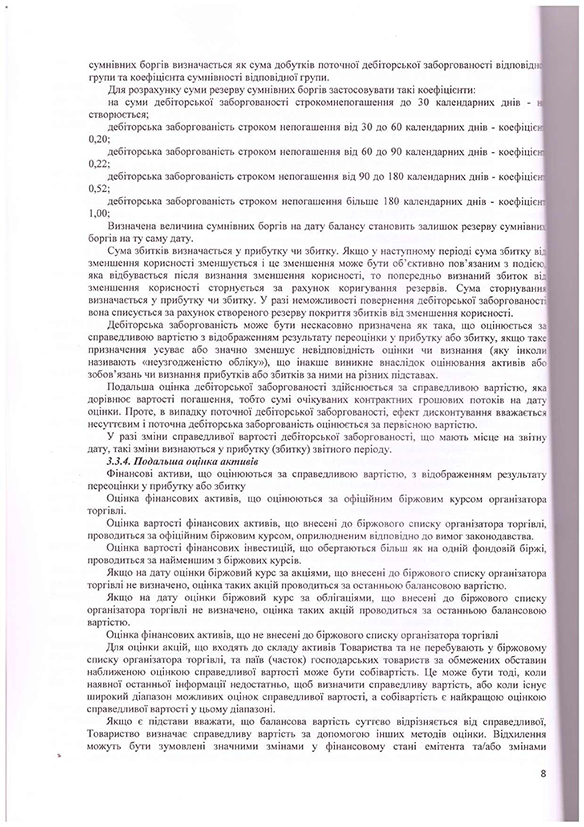 сумнівних боргів визначається як сума добутків поточної дебіторської заборгованості відповідної
групи та коефіцієнта сумнівності відповідної групи.
Для розрахунку суми резерву сумнівних боргів застосовувати такі коефіцієнти:
на суми дебіторської заборгованості строкомнепогашення до 30 календарних днів - не
створюється;
дебіторська заборгованість строком непогашення від 30 до 60 календарних днів - коефіцієнт
0,20;
дебіторська заборгованість строком непогашення від 60 до 90 календарних днів - коефіцієнт
0,22;
дебіторська заборгованість строком непогашення від 90 до 180 календарних днів - коефіцієнт
0,52;
дебіторська заборгованість строком непогашення більше 180 календарних днів - коефіцієнт
1,00;
Визначена величина сумнівних боргів на дату балансу становить залишок резерву сумнівних
боргів на ту саму дату.
Сума збитків визначається у прибутку чи збитку. Якщо у наступному періоді сума збитку від
зменшення корисності зменшується і це зменшення може бути об’єктивно пов’язаним з подією,
яка відбувається після визнання зменшення корисності, то попередньо визнаний збиток від
зменшення корисності сторнується за рахунок коригування резервів. Сума сторнування
визначається у прибутку чи збитку. У разі неможливості повернення дебіторської заборгованості
вона списується за рахунок створеного резерву покриття збитків від зменшення корисності.
Дебіторська заборгованість може бути нескасовно призначена як така, що оцінюється за
справедливою вартістю з відображенням результату переоцінки у прибутку або збитку, якщо таке
призначення усуває або значно зменшує невідповідність оцінки чи визнання (яку інколи
називають «неузгодженістю обліку»), що інакше виникне внаслідок оцінювання активів або
зобов’язань чи визнання прибутків або збитків за ними на різних підставах.
Подальша оцінка дебіторської заборгованості здійснюється за справедливою вартістю, яка
дорівнює вартості погашення, тобто сумі очікуваних контрактних грошових потоків на дату
оцінки. Проте, в випадку поточної дебіторської заборгованості, ефект дисконтування вважається
несуттєвим і поточна дебіторська заборгованість оцінюється за первісною вартістю.
У разі зміни справедливої вартості дебіторської заборгованості, що мають місце на звітну
дату, такі зміни визнаються у прибутку (збитку) звітного періоду.
3.3.4. Подальша оцінка активів
Фінансові активи, що оцінюються за справедливою вартістю, з відображенням результату
переоцінки у прибутку або збитку
Оцінка фінансових активів, що оцінюються за офіційним біржовим курсом організатора
торгівлі.
Оцінка вартості фінансових активів, що внесені до біржового списку організатора торгівлі,
проводиться за офіційним біржовим курсом, оприлюдненим відповідно до вимог законодавства.
Оцінка вартості фінансових інвестицій, що обертаються більш як на одній фондовій біржі,
проводиться за найменшим з біржових курсів.
Якщо на дату оцінки біржовий курс за акціями, що внесені до біржового списку організатора
торгівлі не визначено, оцінка таких акцій проводиться за останньою балансовою вартістю.
Якщо на дату оцінки біржовий курс за облігаціями, що внесені до біржового списку
організатора торгівлі не визначено, оцінка таких акцій проводиться за останньою балансовою
вартістю.
Оцінка фінансових активів, що не внесені до біржового списку організатора торгівлі
Для оцінки акцій, що входять до складу активів Товариства та не перебувають у біржовому
списку організатора торгівлі, та паїв (часток) господарських товариств за обмежених обставин
наближеною оцінкою справедливої вартості може бути собівартість. Це може бути тоді, коли
наявної останньої інформації недостатньо, щоб визначити справедливу вартість, або коли існує
широкий діапазон можливих оцінок справедливої вартості, а собівартість є найкращою оцінкою
справедливої вартості у цьому діапазоні.
Якщо є підстави вважати, що балансова вартість суттєво відрізняється від справедливої,
Товариство визначає справедливу вартість за допомогою інших методів оцінки. Відхилення
можуть бути зумовлені значними змінами у фінансовому стані емітента та/або змінами
8